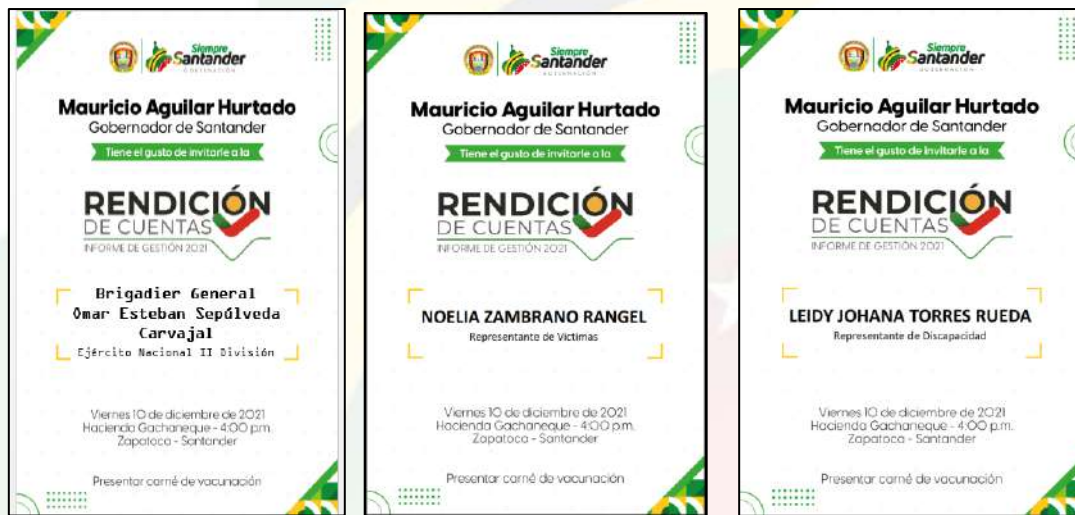 Siempre
Santander
GOBERNACIÓN
Mauricio Aguilar Hurtado
Gobernador de Santander
Tiene el gusto de invitarle a la
RENDICIÓN
DE CUENTAS
INFORME DE GESTIÓN 2021
Brigadier General
Omar Esteban Sepúlveda
Carvajal
Ejército Nacional II División
Viernes 10 de diciembre de 2021
Hacienda Gachaneque - 4:00 p.m.
Zapatoca - Santander
Presentar carné de vacunación
Siempre
Santander
GOBERNACIÓN
Mauricio Aguilar Hurtado
Gobernador de Santander
Tiene el gusto de invitarle a la
RENDICIÓN
DE CUENTAS
INFORME DE GESTIÓN 2021
NOELIA ZAMBRANO RANGEL
Representante de Víctimas
Viernes 10 de diciembre de 2021
Hacienda Gachaneque - 4:00 p.m.
Zapatoca - Santander
Presentar carné de vacunación
Siempre
Santander
GOBERNACIÓN
Mauricio Aguilar Hurtado
Gobernador de Santander
Tiene el gusto de invitarle a la
RENDICIÓN
DE CUENTAS
INFORME DE GESTIÓN 2021
LEIDY JOHANA TORRES RUEDA
Representante de Discapacidad
Viernes 10 de diciembre de 2021
Hacienda Gachaneque - 4:00 p.m.
Zapatoca - Santander
Presentar carné de vacunación